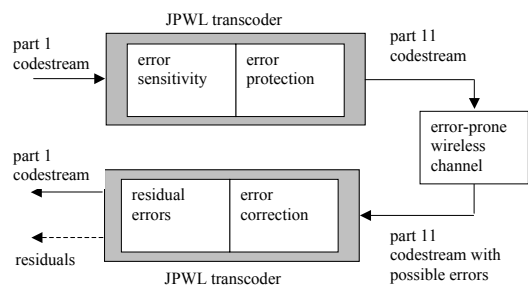 JPWL transcoder
part 1
codestream
error
sensitivity
error
protection
part 11
codestream
error-prone
wireless
channel
part 1
codestream
residual
errors
error
correction
residuals
part 11
codestream with
possible errors
JPWL transcoder